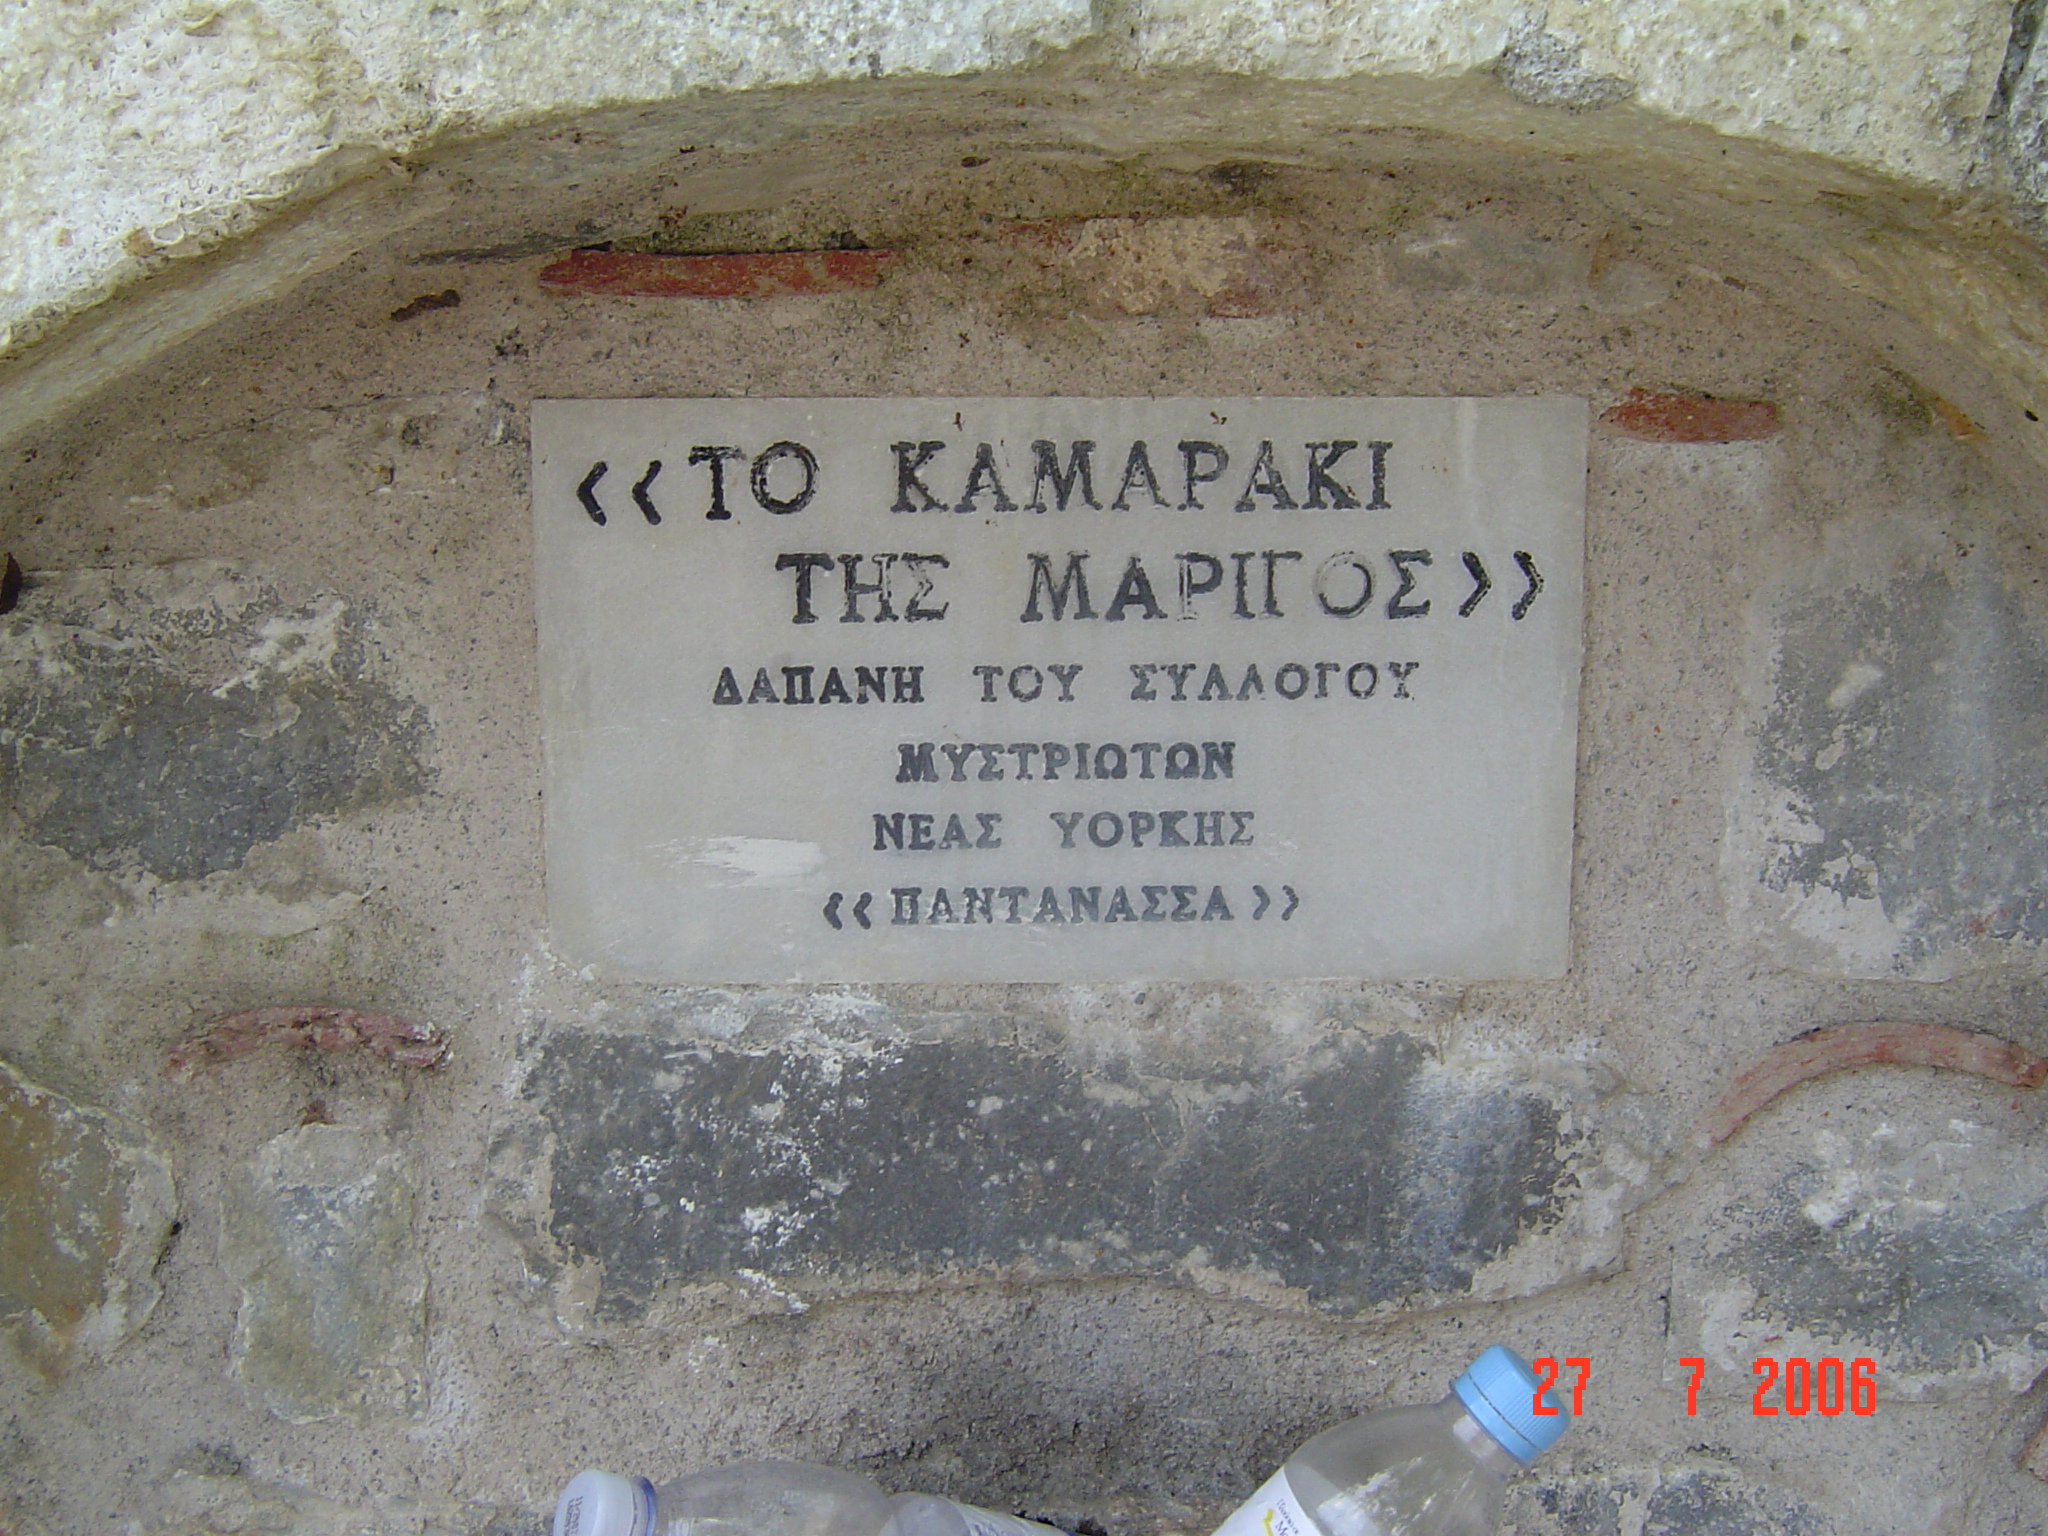 <<ΤΟ ΚΑΜΑΡΑΚΙ
ΤΗΣ ΜΑΡΙΓΟΣ>>
ΔΑΠΑΝΗ ΤΟΥ ΣΥΛΛΟΓΟΥ
ΜΥΣΤΡΙΩΤΩΝ
ΝΕΑΣ ΥΟΡΚΗΣ
<<ΠΑΝΤΑΝΑΣΣΑ>>
27 7 2006